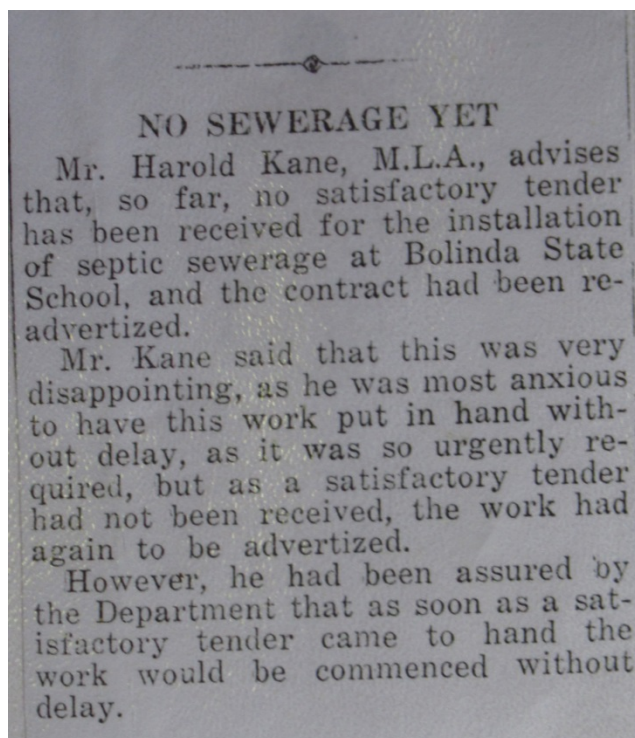 NO SEWERAGE YET
Mr. Harold Kane, M.L.A., advises
that, so far, no satisfactory tender
has been received for the installation
of septic sewerage at Bolinda State
School, and the contract had been re-
advertized.
Mr. Kane said that this was very
disappointing, as he was most anxious
to have this work put in hand with-
out delay, as it was so urgently re-
quired, but as a satisfactory tender
had not been received, the work had
again to be advertized.
However, he had been assured by
the Department that as soon as a sat-
isfactory tender came to hand the
work would be commenced without
delay.